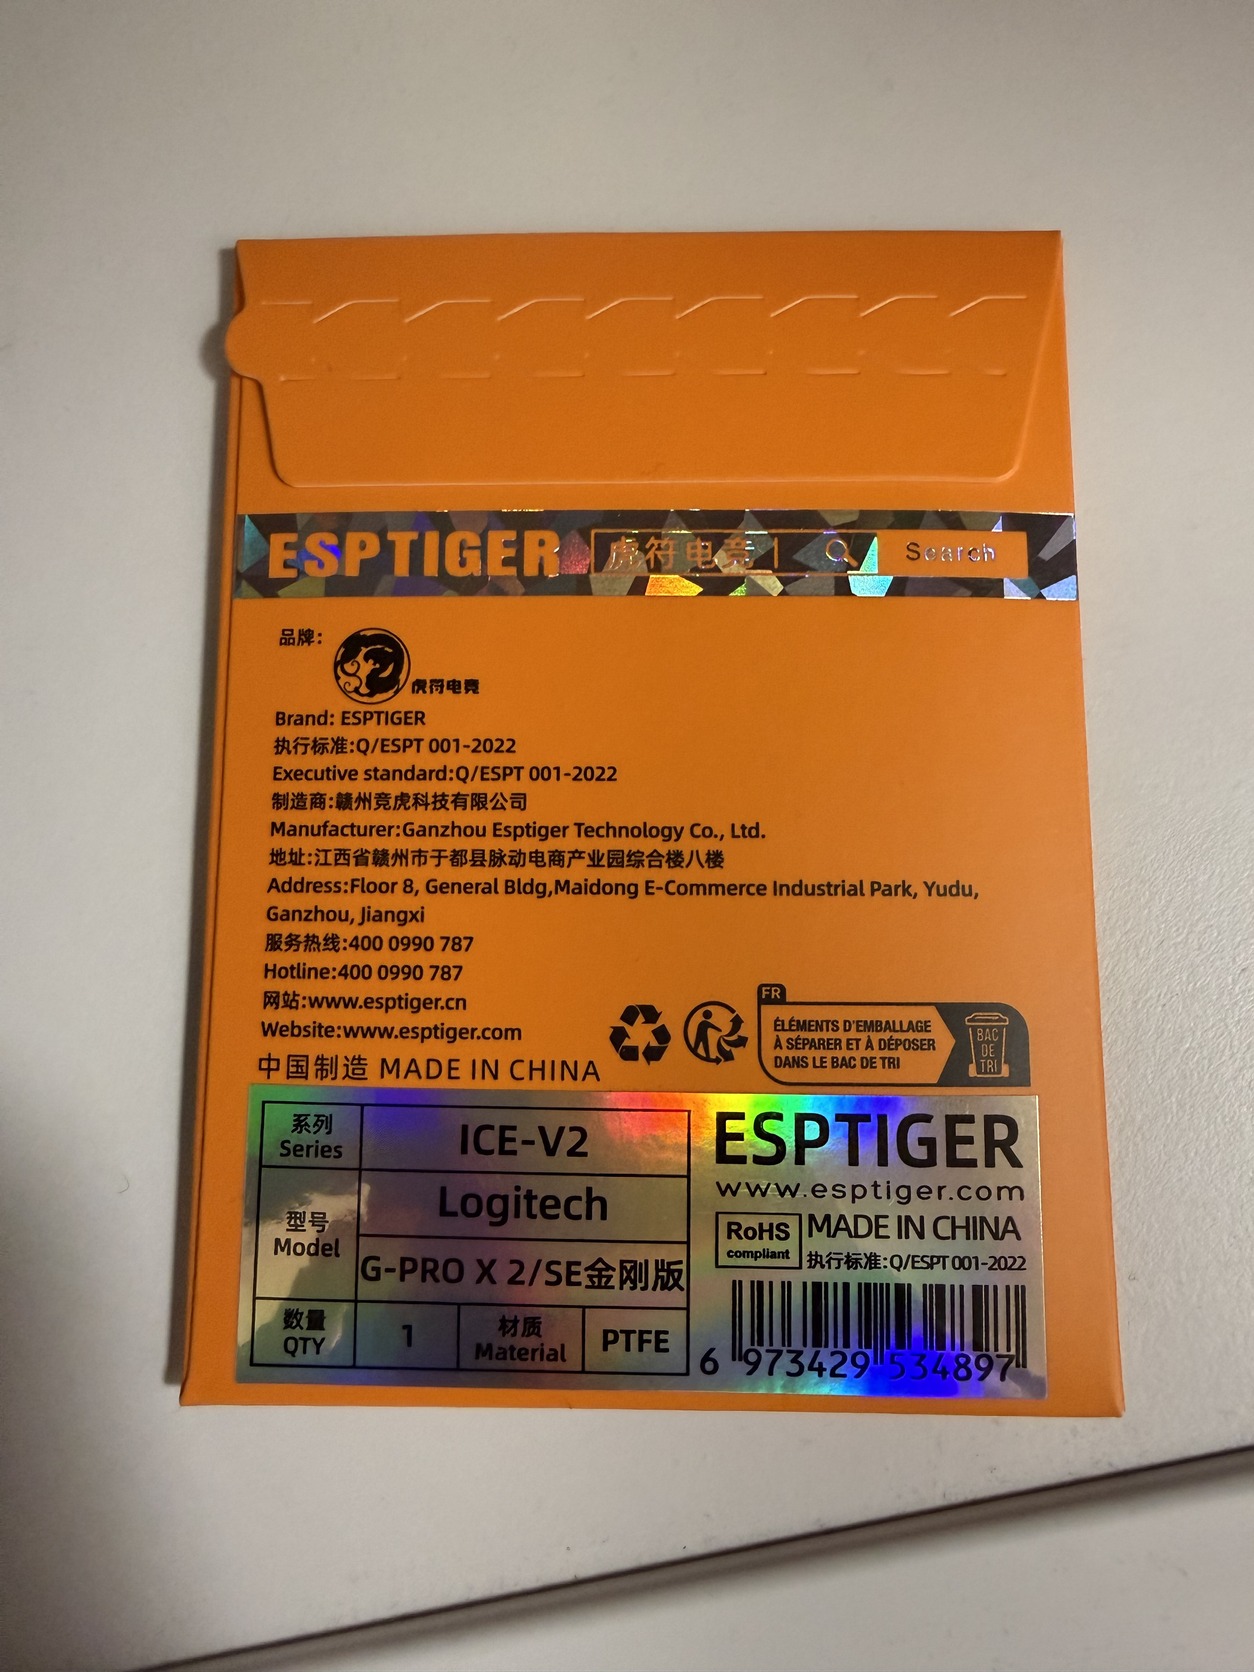 ESPTIGER 虎符电竞 Search
品牌:
虎符电竞
Brand: ESPTIGER
执行标准:Q/ESPT 001-2022
Executive standard:Q/ESPT 001-2022
制造商:赣州竞虎科技有限公司
Manufacturer:Ganzhou Esptiger Technology Co., Ltd.
地址:江西省赣州市于都县脉动电商产业园综合楼八楼
Address:Floor 8, General Bldg,Maidong E-Commerce Industrial Park, Yudu,
Ganzhou, Jiangxi
服务热线:400 0990 787
Hotline:400 0990 787
网站:www.esptiger.cn
Website:www.esptiger.com
中国制造 MADE IN CHINA
FR
ÉLÉMENTS D'EMBALLAGE
À SÉPARER ET À DÉPOSER
DANS LE BAC DE TRI
BAC
DE
TRI
系列
Series
ICE-V2
型号
Model
Logitech
G-PRO X 2/SE金刚版
数量
QTY
1
材质
Material
PTFE
ESPTIGER
www.esptiger.com
RoHS
compliant
MADE IN CHINA
执行标准:Q/ESPT 001-2022
6 973429 534897